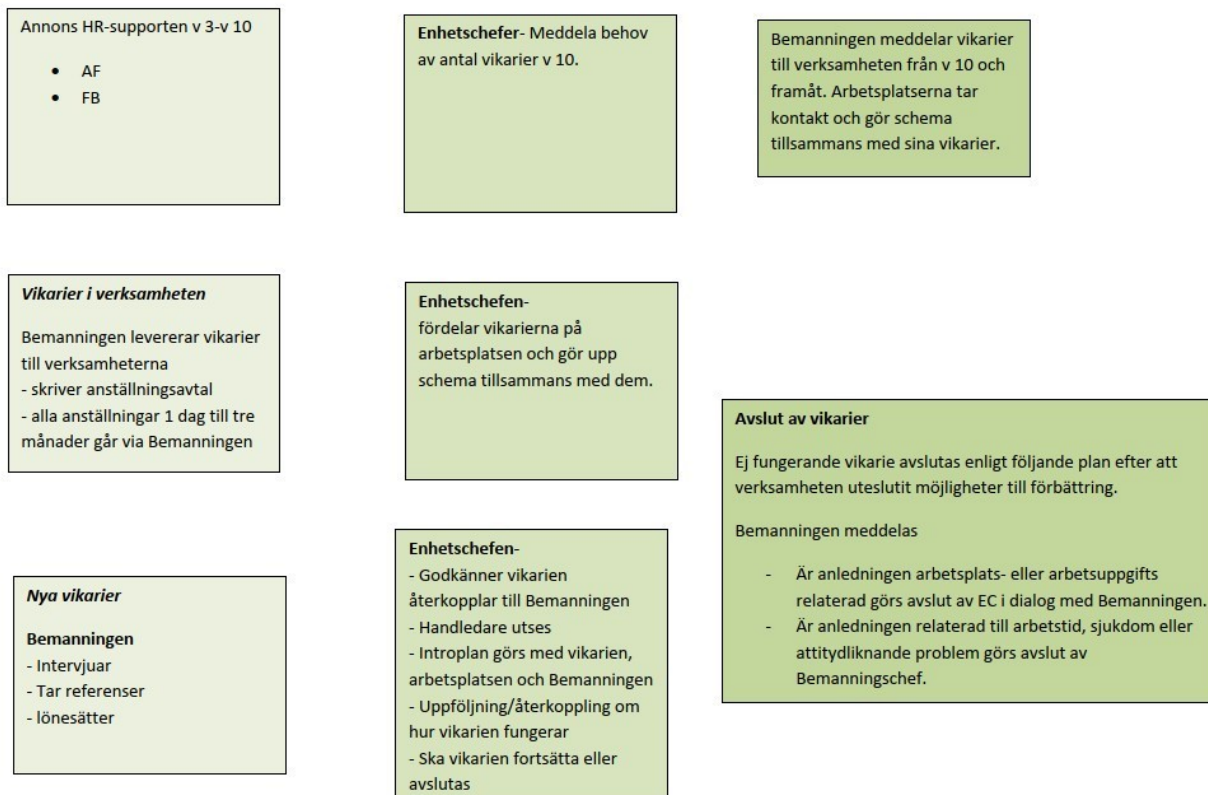 Annons HR-supporten v 3-v 10
• AF
• FB
Enhetschefer- Meddela behov
av antal vikarier v 10.
Bemanningen meddelar vikarier
till verksamheten från v 10 och
framåt. Arbetsplatserna tar
kontakt och gör schema
tillsammans med sina vikarier.
Vikarier i verksamheten
Bemanningen levererar vikarier
till verksamheterna
- skriver anställningsavtal
- alla anställningar 1 dag till tre
månader går via Bemanningen
Enhetschefen-
fördelar vikarierna på
arbetsplatsen och gör upp
schema tillsammans med dem.
Avslut av vikarier
Ej fungerande vikarie avslutas enligt följande plan efter att
verksamheten uteslutit möjligheter till förbättring.
Bemanningen meddelas
- Är anledningen arbetsplats- eller arbetsuppgifts
relaterad görs avslut av EC i dialog med Bemanningen.
- Är anledningen relaterad till arbetstid, sjukdom eller
attitydliknande problem görs avslut av
Bemanningschef.
Nya vikarier
Bemanningen
- Intervjuar
- Tar referenser
- lönesätter
Enhetschefen-
- Godkänner vikarien
återkopplar till Bemanningen
- Handledare utses
- Introplan görs med vikarien,
arbetsplatsen och Bemanningen
- Uppföljning/återkoppling om
hur vikarien fungerar
- Ska vikarien fortsätta eller
avslutas